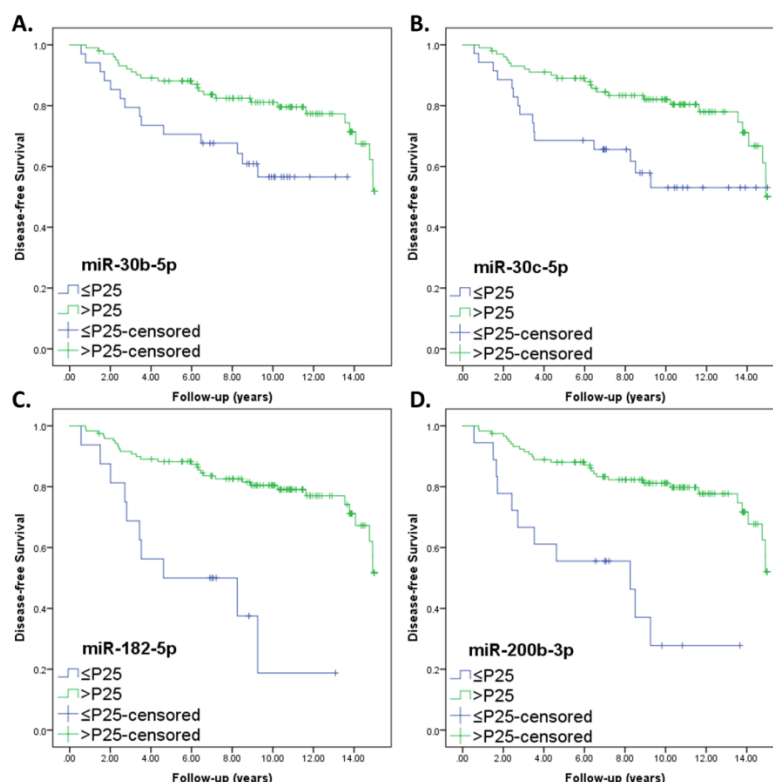 A.
1.0
0.8
0.6
0.4
0.2
0.0
Disease-free Survival
miR-30b-5p
≤P25
>P25
≤P25-censored
>P25-censored
.00 2.00 4.00 6.00 8.00 10.00 12.00 14.00
Follow-up (years)
B.
1.0
0.8
0.6
0.4
0.2
0.0
Disease-free Survival
miR-30c-5p
≤P25
>P25
≤P25-censored
>P25-censored
.00 2.00 4.00 6.00 8.00 10.00 12.00 14.00
Follow-up (years)
C.
1.0
0.8
0.6
0.4
0.2
0.0
Disease-free Survival
miR-182-5p
≤P25
>P25
≤P25-censored
>P25-censored
.00 2.00 4.00 6.00 8.00 10.00 12.00 14.00
Follow-up (years)
D.
1.0
0.8
0.6
0.4
0.2
0.0
Disease-free Survival
miR-200b-3p
≤P25
>P25
≤P25-censored
>P25-censored
.00 2.00 4.00 6.00 8.00 10.00 12.00 14.00
Follow-up (years)